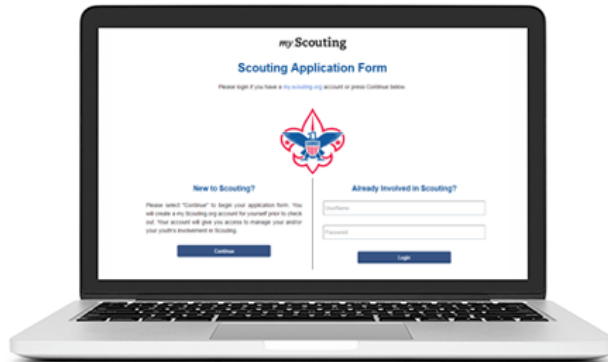 my Scouting
Scouting Application Form
Please login if you have a my.scouting.org account or press Continue below.
New to Scouting?
Please select "Continue" to begin your application form. You
will create a my.Scouting.org account for yourself prior to check
out. Your account will give you access to manage your and/or
your youth's involvement in Scouting.
Continue
Already Involved in Scouting?
UserName
Password
Login